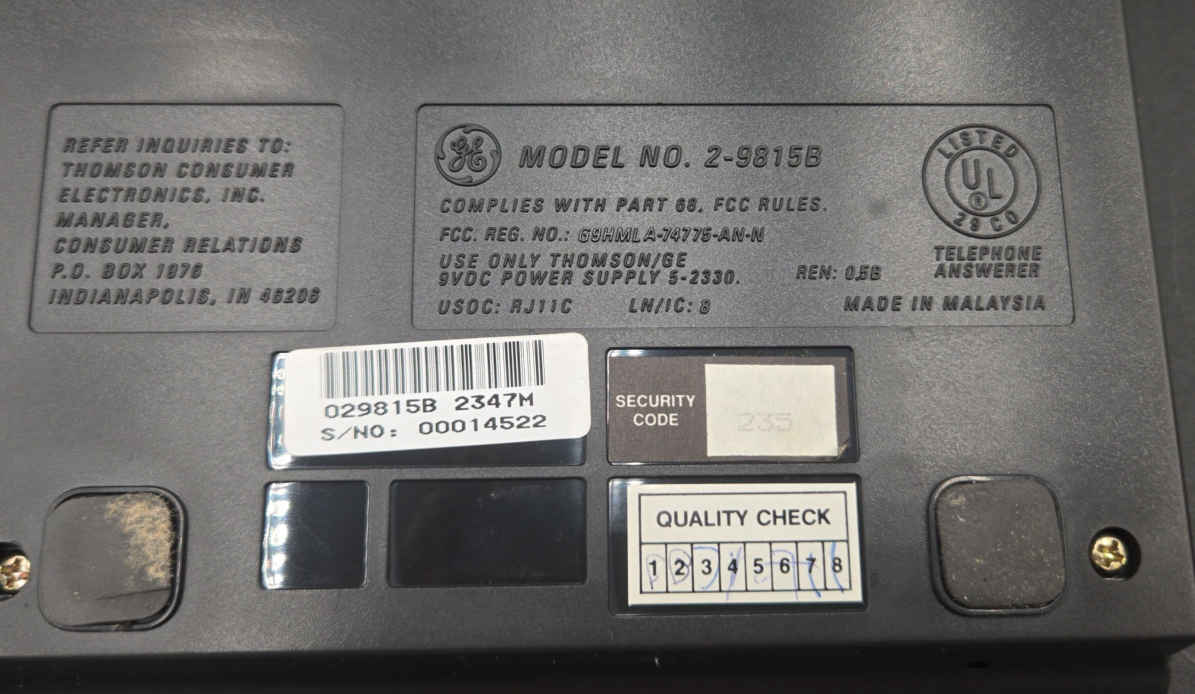 REFER INQUIRIES TO:
THOMSON CONSUMER
ELECTRONICS, INC.
MANAGER,
CONSUMER RELATIONS
P.O. BOX 1976
INDIANAPOLIS, IN 46206
GE MODEL NO. 2-9815B
COMPLIES WITH PART 68, FCC RULES.
FCC. REG. NO.: G9HMLA-74775-AN-N
USE ONLY THOMSON/GE
9VDC POWER SUPPLY 5-2330.
REN: 0.5B
USOC: RJ11C LN/IC: 8
LISTED
UL
®
29C0
TELEPHONE
ANSWERER
MADE IN MALAYSIA
029815B 2347M
S/NO: 00014522
SECURITY
CODE
235
QUALITY CHECK
1 2 3 4 5 6 7 8